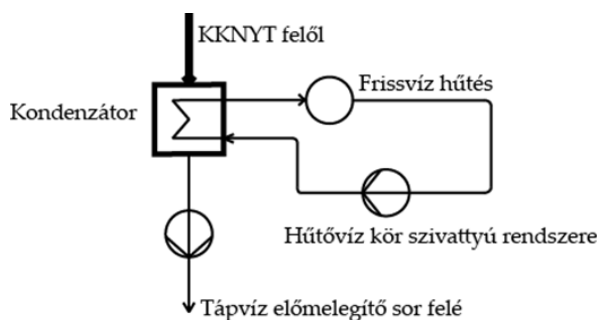 KKNYT felől
Kondenzátor
Frissvíz hűtés
Hűtővíz kör szivattyú rendszere
Tápvíz előmelegítő sor felé